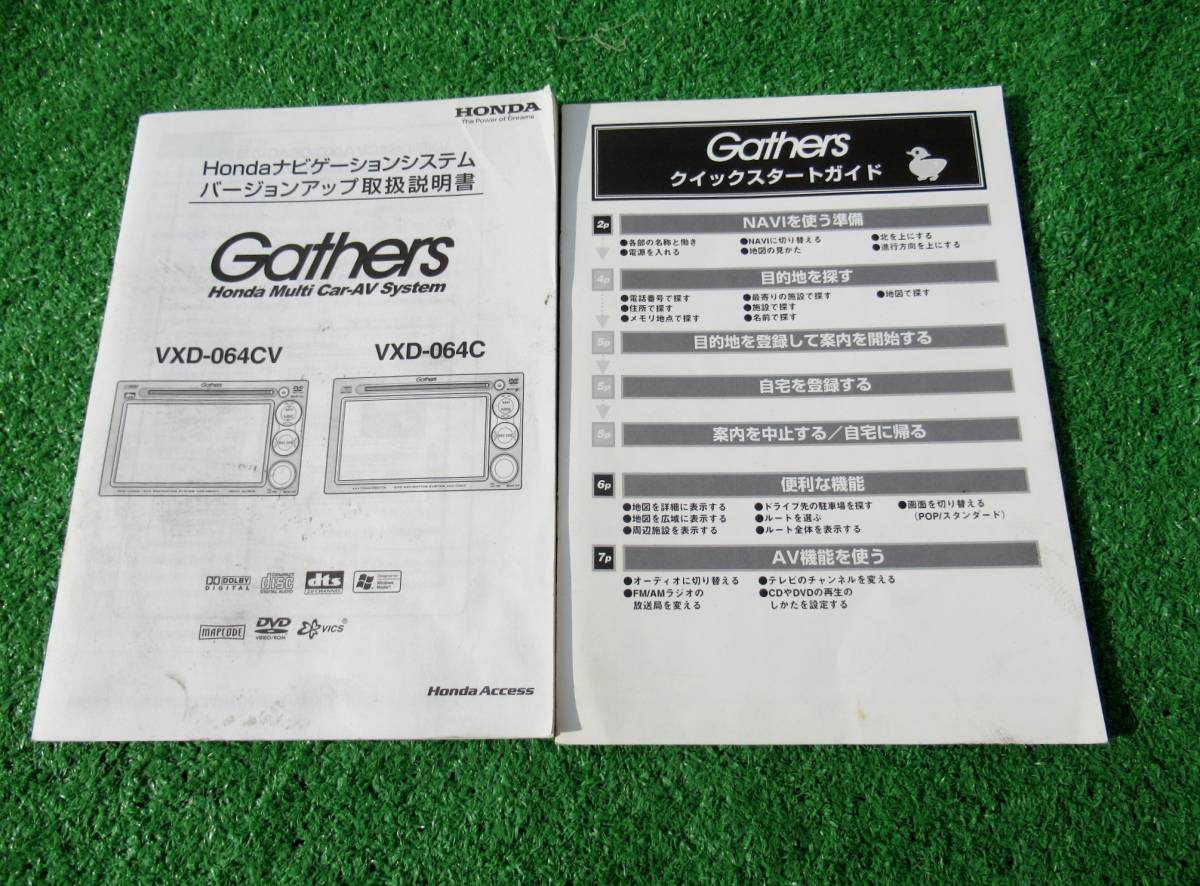 HONDA
The Power of Dreams
Hondaナビゲーションシステム
バージョンアップ取扱説明書
Gathers
Honda Multi Car-AV System
VXD-064CV
VXD-064C
Gathers
Gathers
DOLBY
DIGITAL
COMPACT
disc
DIGITAL AUDIO
dts
2.0 CHANNEL
MAPLODE
DVD
VIDEO/ROM
VICS
Honda Access
Gathers
クイックスタートガイド
2p
NAVIを使う準備
●各部の名称と働き
●電源を入れる
●NAVIに切り替える
●地図の見かた
●北を上にする
●進行方向を上にする
4p
目的地を探す
●電話番号で探す
●住所で探す
●メモリ地点で探す
●最寄りの施設で探す
●施設で探す
●名前で探す
●地図で探す
5p
目的地を登録して案内を開始する
5p
自宅を登録する
5p
案内を中止する／自宅に帰る
6p
便利な機能
●地図を詳細に表示する
●地図を広域に表示する
●周辺施設を表示する
●ドライブ先の駐車場を探す
●ルートを選ぶ
●ルート全体を表示する
●画面を切り替える
(POP/スタンダード)
7p
AV機能を使う
●オーディオに切り替える
●FM/AMラジオの
放送局を変える
●テレビのチャンネルを変える
●CDやDVDの再生の
しかたを設定する